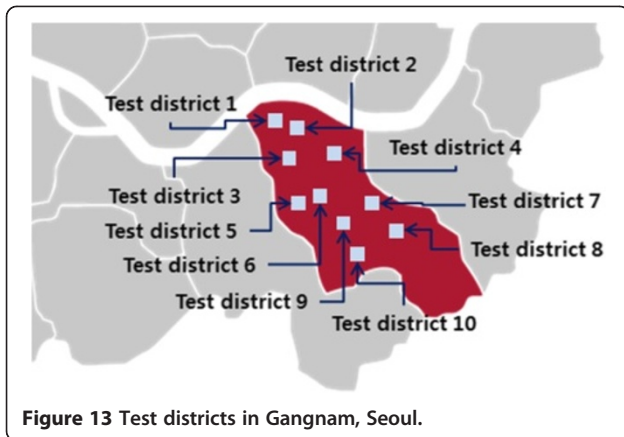 Test district 2
Test district 1
Test district 4
Test district 3
Test district 7
Test district 5
Test district 8
Test district 6
Test district 9
Test district 10
Figure 13 Test districts in Gangnam, Seoul.